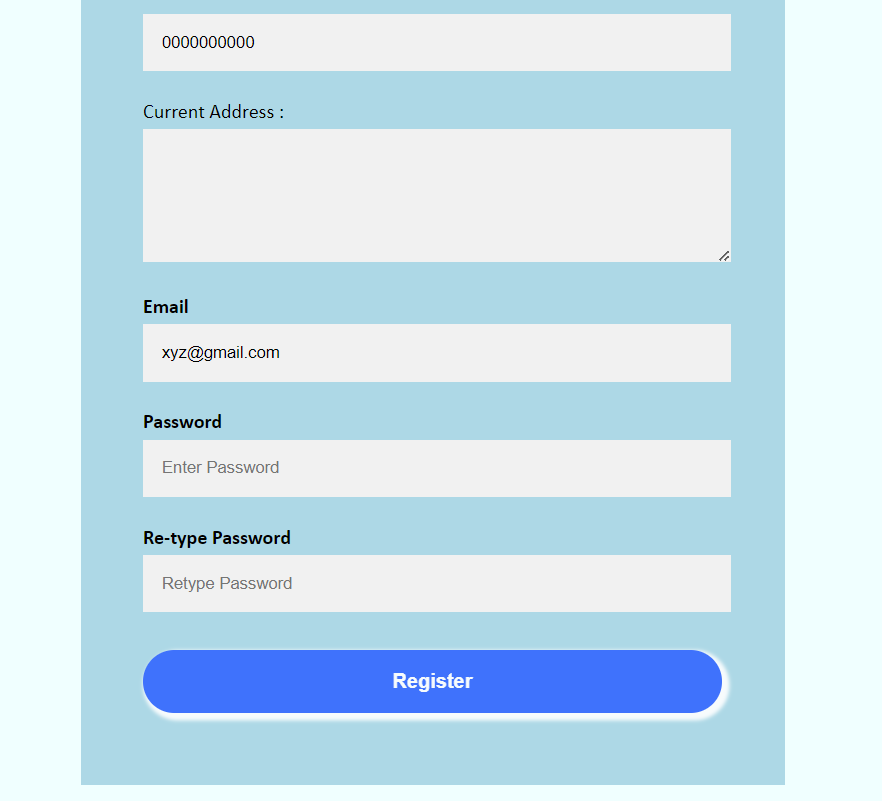 0000000000
Current Address :
Email
xyz@gmail.com
Password
Enter Password
Re-type Password
Retype Password
Register